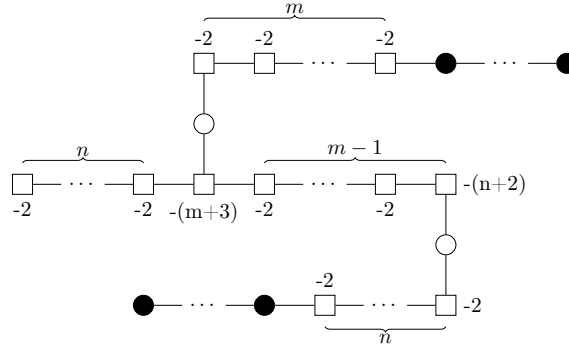 m
-2 -2 ··· -2 ···
n m − 1
-2 ··· -2 -(m+3) -2 ··· -2 -(n+2)
-2
··· ··· -2
n